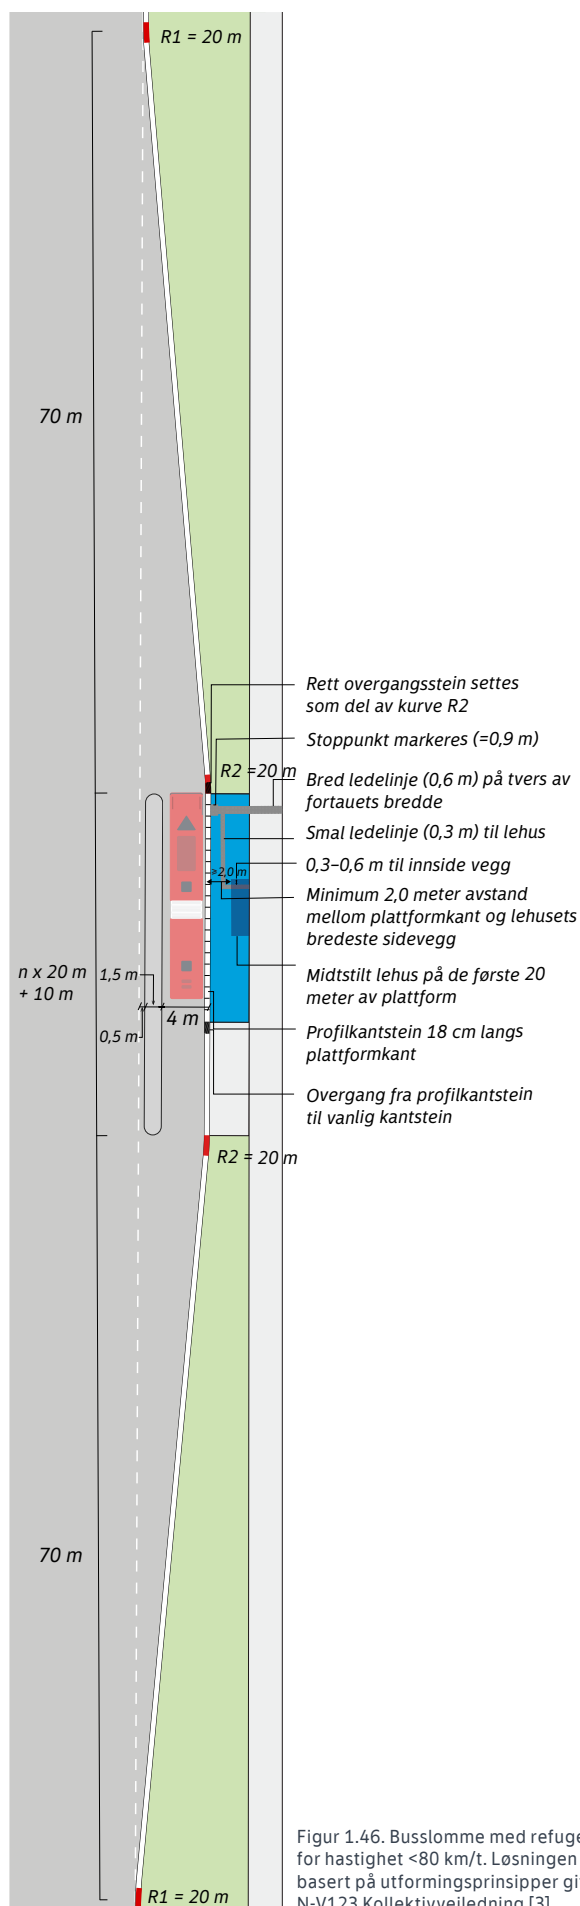 R1 = 20 m
70 m
Rett overgangsstein settes
som del av kurve R2
Stoppunkt markeres (=0,9 m)
R2 =20 m
Bred ledelinje (0,6 m) på tvers av
fortauets bredde
Smal ledelinje (0,3 m) til lehus
0,3–0,6 m til innside vegg
>2,0 m
Minimum 2,0 meter avstand
mellom plattformkant og lehusets
bredeste sidevegg
n x 20 m
+ 10 m
1,5 m
Midtstilt lehus på de første 20
meter av plattform
4 m
0,5 m
Profilkantstein 18 cm langs
plattformkant
Overgang fra profilkantstein
til vanlig kantstein
R2 = 20 m
70 m
R1 = 20 m
Figur 1.46. Busslomme med refuge
for hastighet <80 km/t. Løsningen
basert på utformingsprinsipper
N-V123 Kollektivveiledning [3]